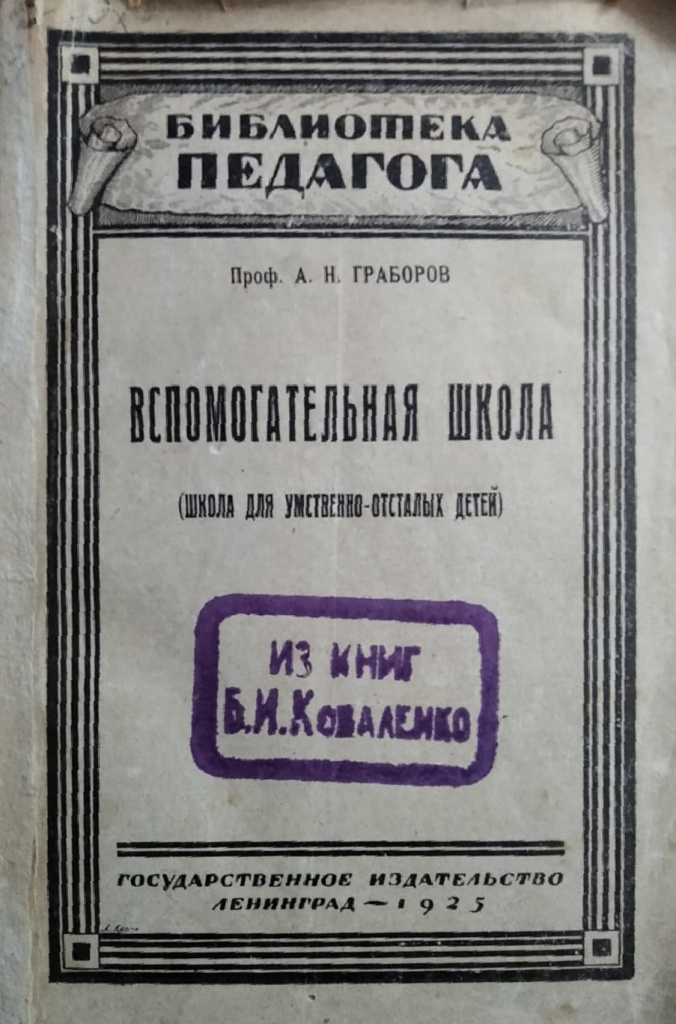 БИБЛИОТЕКА
ПЕДАГОГА
Проф. А. Н. ГРАБОРОВ
ВСПОМОГАТЕЛЬНАЯ ШКОЛА
(ШКОЛА ДЛЯ УМСТВЕННО-ОТСТАЛЫХ ДЕТЕЙ)
ИЗ КНИГ
Б.И.КОВАЛЕНКО
ГОСУДАРСТВЕННОЕ ИЗДАТЕЛЬСТВО
ЛЕНИНГРАД — 1925